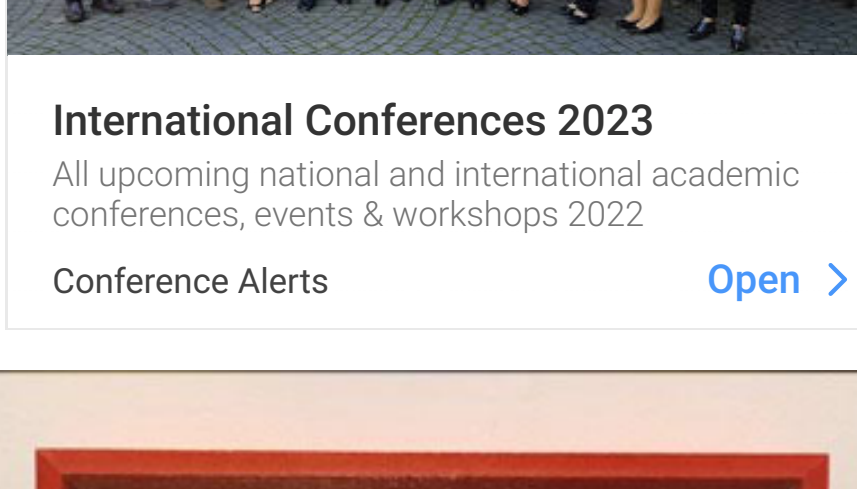 International Conferences 2023
All upcoming national and international academic
conferences, events & workshops 2022
Conference Alerts
Open